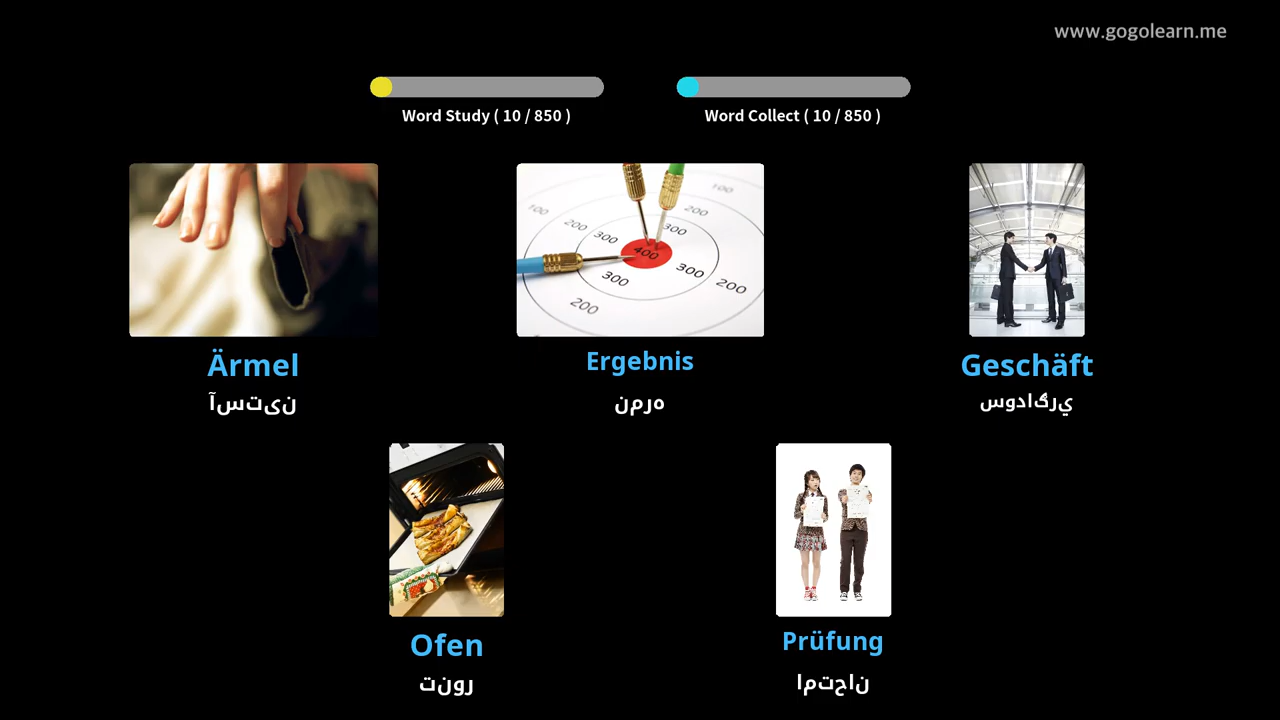 www.gogolearn.me
Word Study ( 10 / 850 )
Word Collect ( 10 / 850 )
Ärmel
آستین
Ergebnis
نمره
Geschäft
سوداگري
Ofen
تنور
Prüfung
امتحان